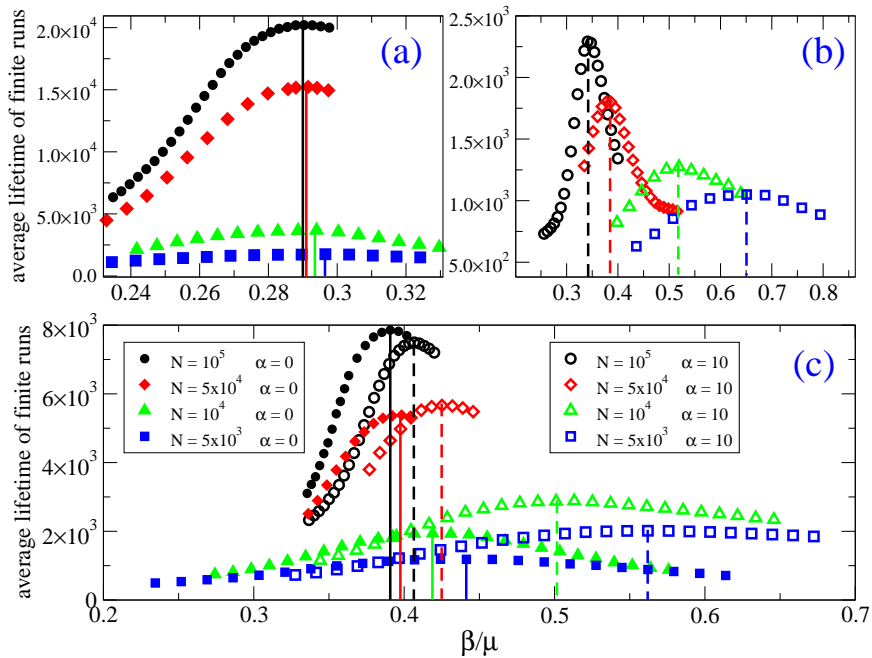 average lifetime of finite runs
2.0×10⁴
1.5×10⁴
1.0×10⁴
5.0×10³
0.0
(a)
0.24 0.26 0.28 0.3 0.32
2.5×10³
2.0×10³
1.5×10³
1.0×10³
5.0×10²
(b)
0.3 0.4 0.5 0.6 0.7 0.8
average lifetime of finite runs
8×10³
6×10³
4×10³
2×10³
0
N = 10⁵ α = 0
N = 5x10⁴ α = 0
N = 10⁴ α = 0
N = 5x10³ α = 0
N = 10⁵ α = 10
N = 5x10⁴ α = 10
N = 10⁴ α = 10
N = 5x10³ α = 10
(c)
0.2 0.3 0.4 0.5 0.6 0.7
β/μ